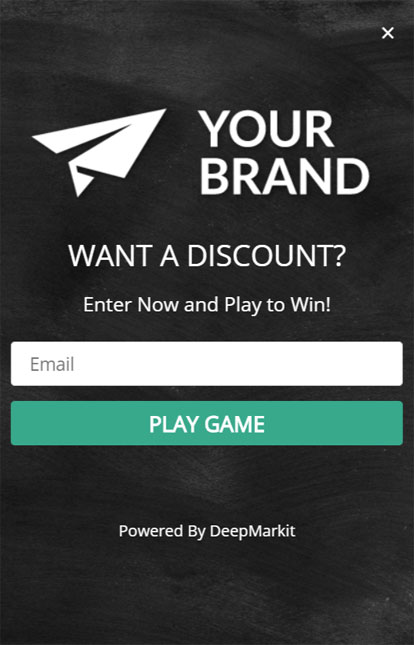 ×
YOUR
BRAND
WANT A DISCOUNT?
Enter Now and Play to Win!
Email
PLAY GAME
Powered By DeepMarkit